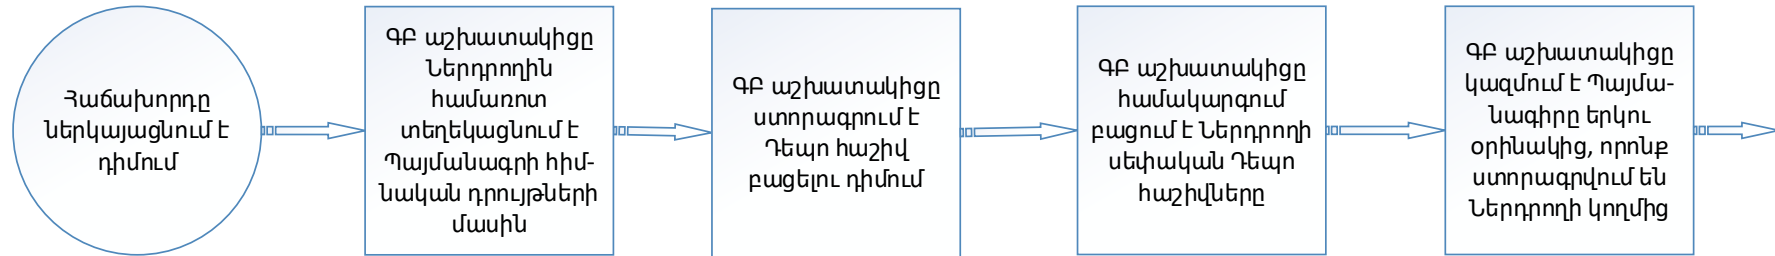 Հաճախորդը
ներկայացնում է
դիմում
ԳԲ աշխատակիցը
Ներդրողին
համառոտ
տեղեկացնում է
Պայմանագրի հիմ-
նական դրույթների
մասին
ԳԲ աշխատակիցը
ստորագրում է
Դեպո հաշիվ
բացելու դիմում
ԳԲ աշխատակիցը
համակարգում
բացում է Ներդրողի
սեփական Դեպո
հաշիվները
ԳԲ աշխատակիցը
կազմում է Պայմա-
նագիրը երկու
օրինակից, որոնք
ստորագրվում են
Ներդրողի կողմից